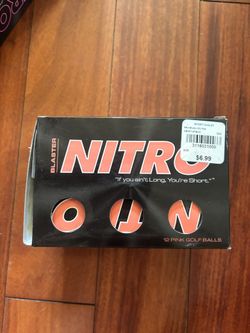 BLASTER
NITRO
"If you ain't Long, You're Short."
$6.99
12 PINK GOLF BALLS